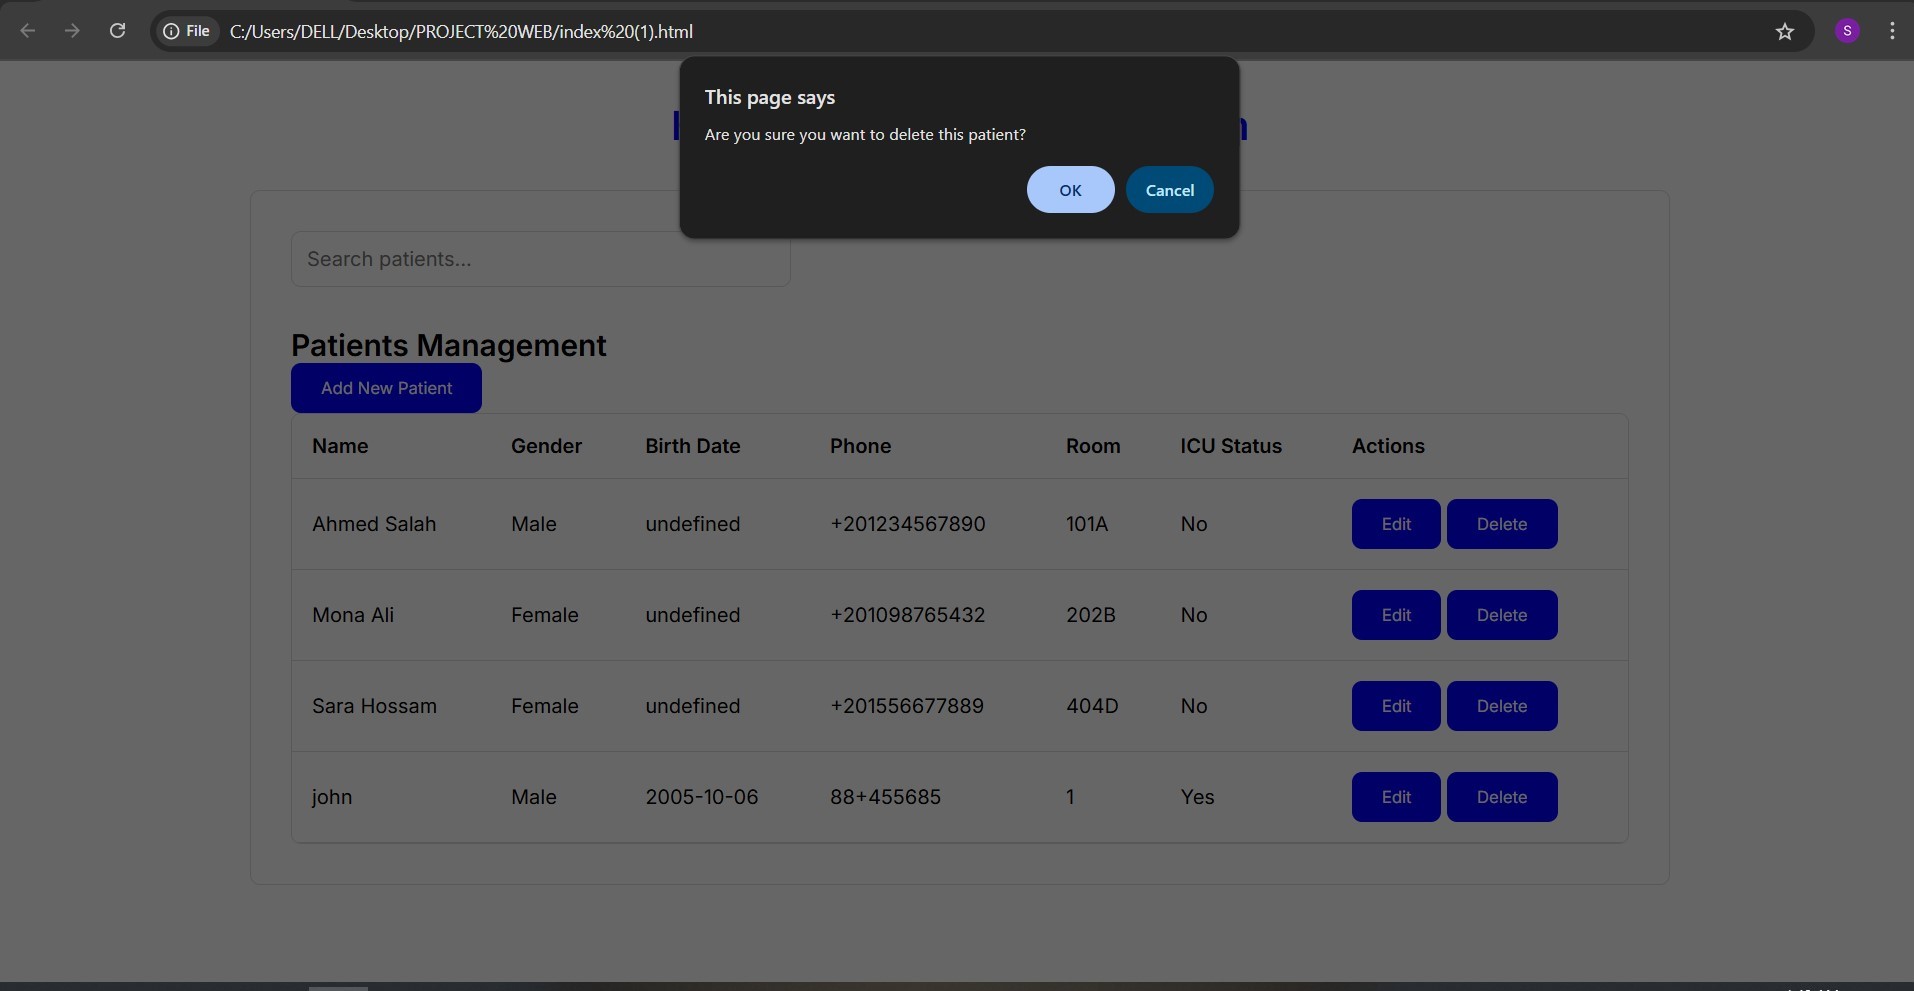 File C:/Users/DELL/Desktop/PROJECT%20WEB/index%20(1).html S
This page says
Are you sure you want to delete this patient?
OK Cancel
Search patients...
Patients Management
Add New Patient
Name Gender Birth Date Phone Room ICU Status Actions
Ahmed Salah Male undefined +201234567890 101A No Edit Delete
Mona Ali Female undefined +201098765432 202B No Edit Delete
Sara Hossam Female undefined +201556677889 404D No Edit Delete
john Male 2005-10-06 88+455685 1 Yes Edit Delete